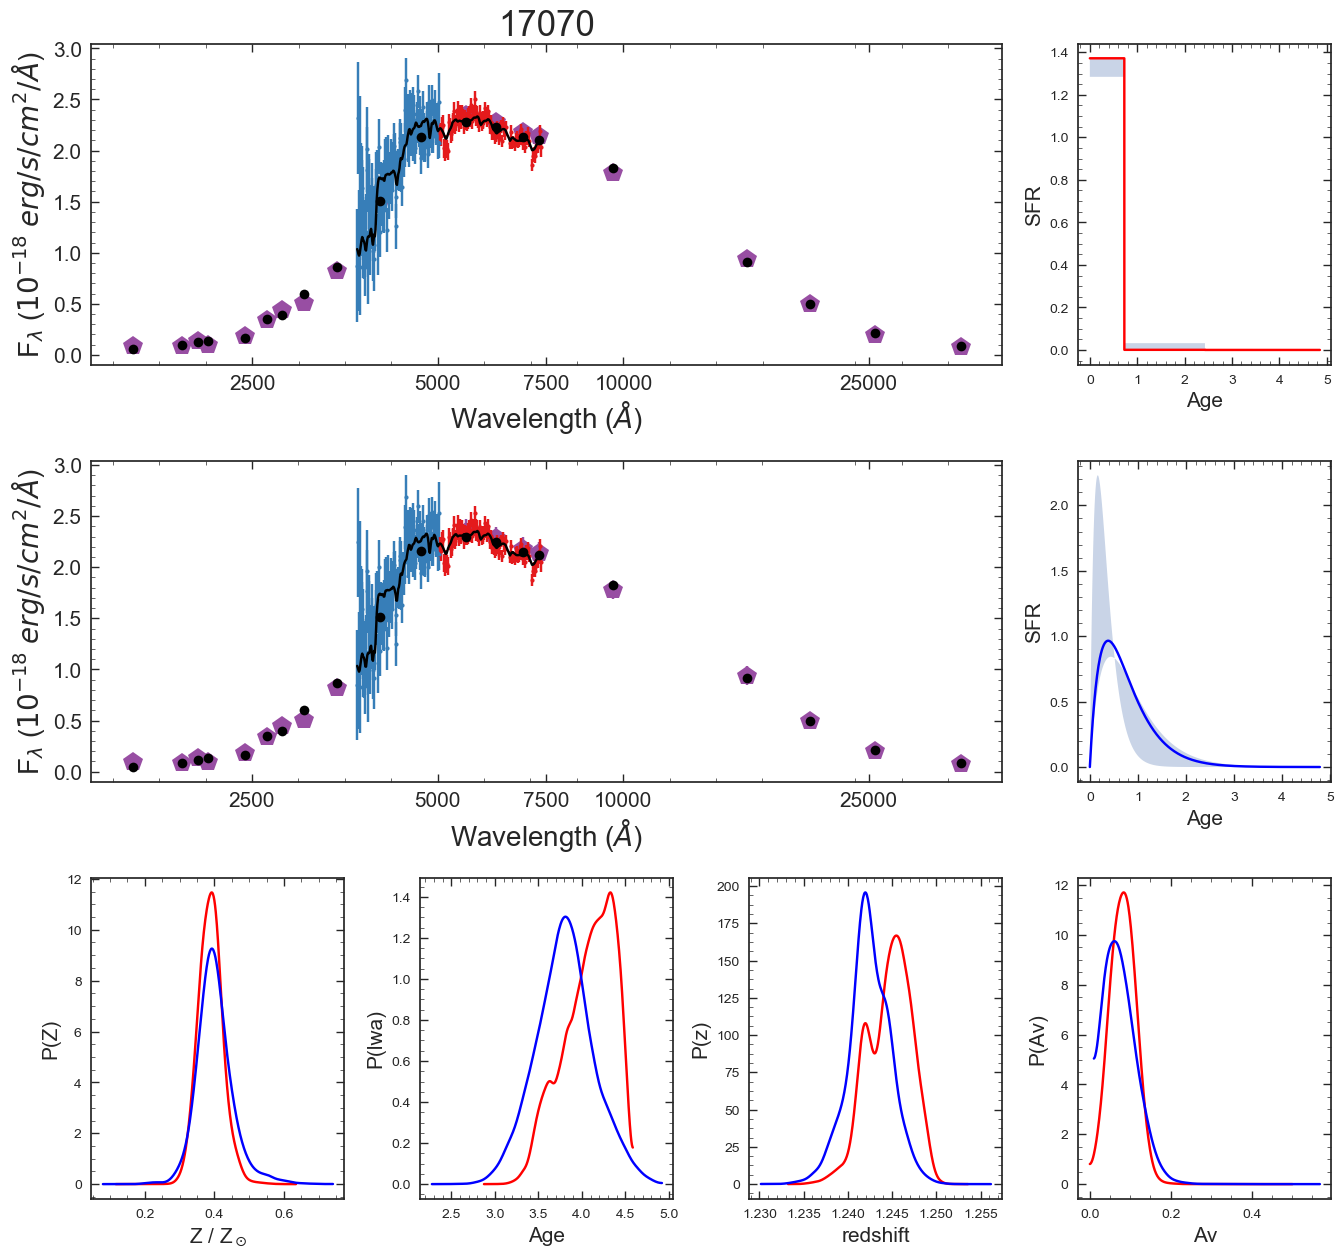 17070
F_λ (10^{-18} erg/s/cm^2/Å)
3.0
2.5
2.0
1.5
1.0
0.5
0.0
2500 5000 7500 10000 25000
Wavelength (Å)
SFR
1.4
1.2
1.0
0.8
0.6
0.4
0.2
0.0
0 1 2 3 4 5
Age
F_λ (10^{-18} erg/s/cm^2/Å)
3.0
2.5
2.0
1.5
1.0
0.5
0.0
2500 5000 7500 10000 25000
Wavelength (Å)
SFR
2.0
1.5
1.0
0.5
0.0
0 1 2 3 4 5
Age
P(Z)
12
10
8
6
4
2
0
0.2 0.4 0.6
Z / Z_⊙
P(lwa)
1.4
1.2
1.0
0.8
0.6
0.4
0.2
0.0
2.5 3.0 3.5 4.0 4.5 5.0
Age
P(z)
200
175
150
125
100
75
50
25
0
1.230 1.235 1.240 1.245 1.250 1.255
redshift
P(Av)
12
10
8
6
4
2
0
0.0 0.2 0.4
Av